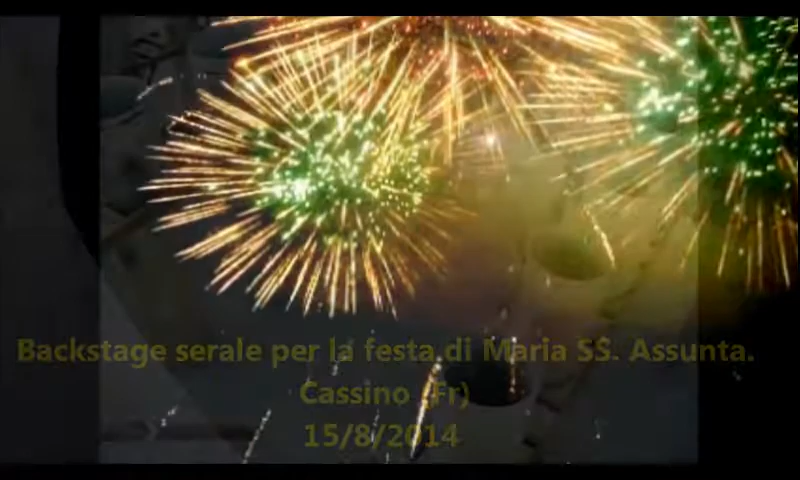 Backstage serale per la festa di Maria SS. Assunta.
Cassino (Fr)
15/8/2014